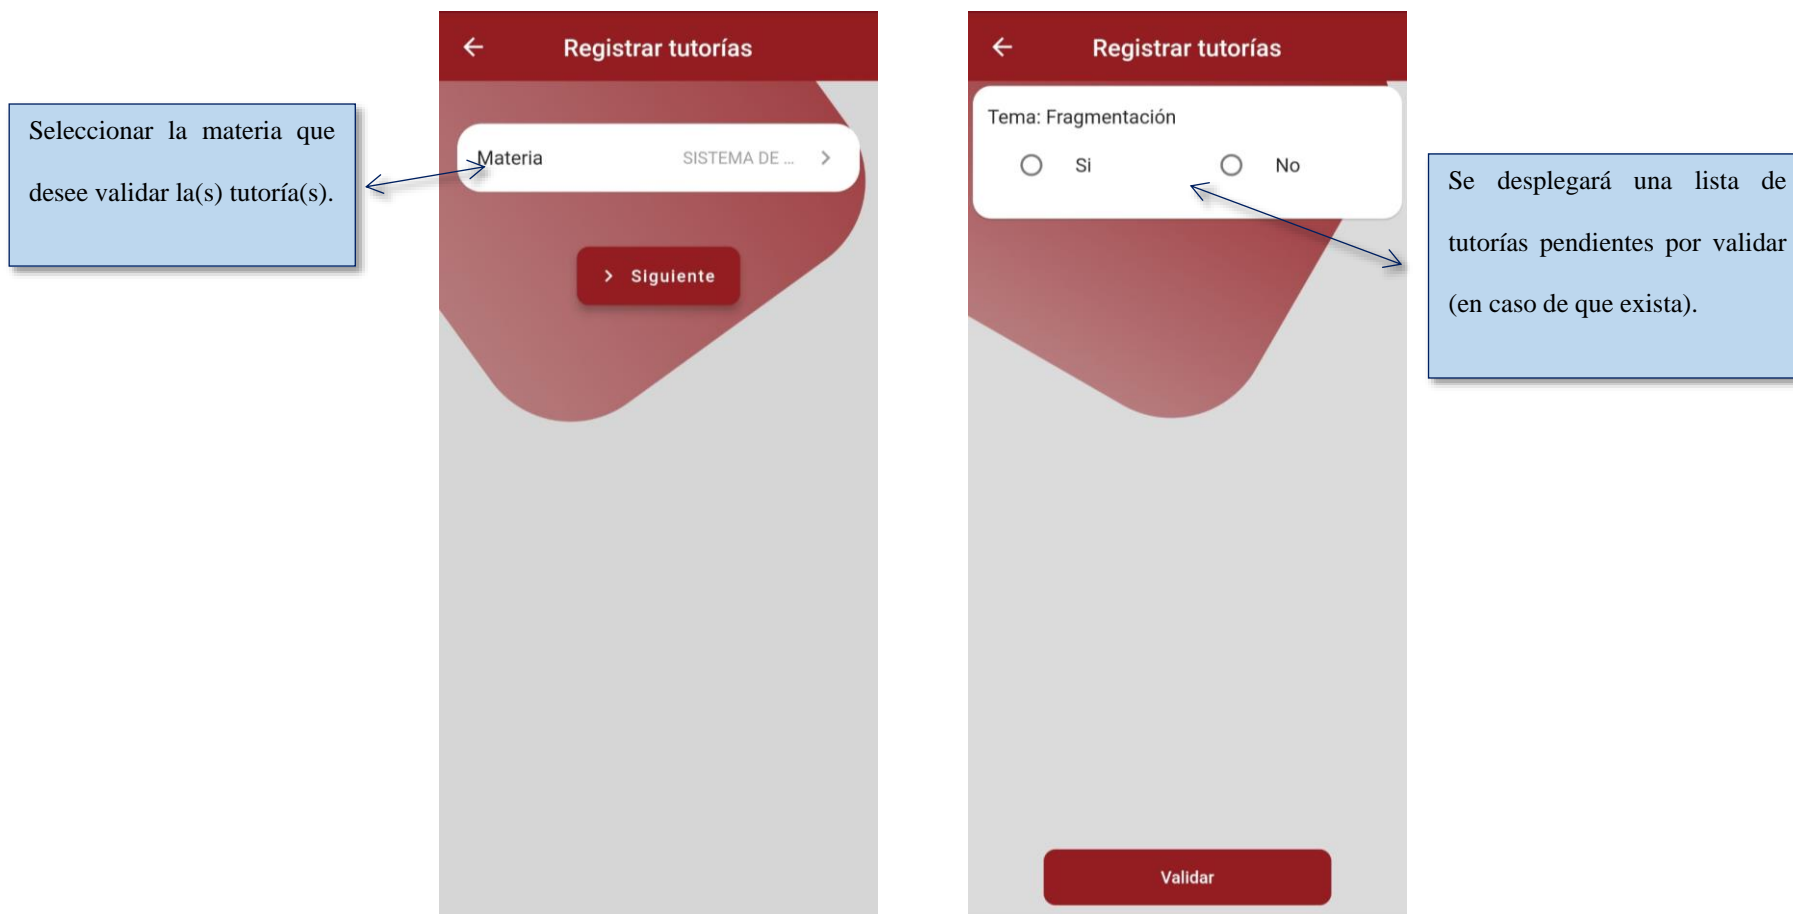 Seleccionar la materia que
desee validar la(s) tutoría(s).
Registrar tutorías
Materia SISTEMA DE ...
Siguiente
Registrar tutorías
Tema: Fragmentación
Si No
Validar
Se desplegará una lista de
tutorías pendientes por validar
(en caso de que exista).